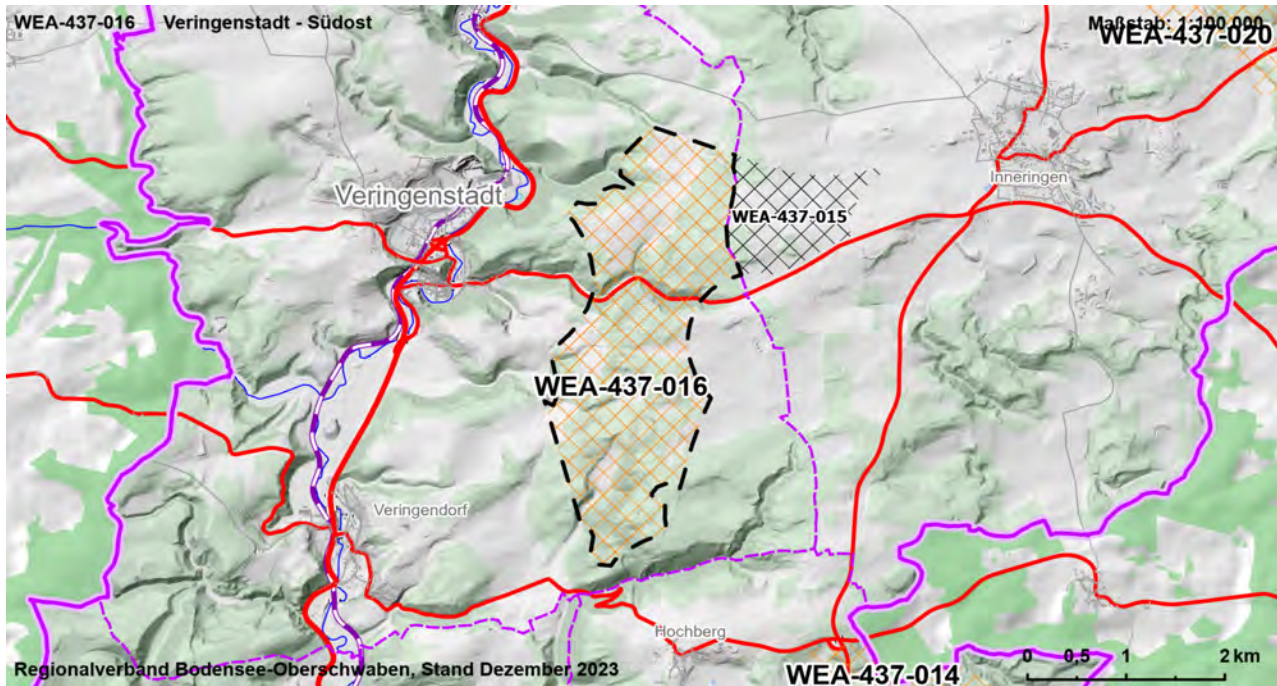 WEA-437-016 Veringenstadt - Südost
Maßstab: 1:100 000
WEA-437-020
Inneringen
Veringenstadt
WEA-437-015
WEA-437-016
Veringendorf
Hochberg
WEA-437-014
Regionalverband Bodensee-Oberschwaben, Stand Dezember 2023
0 0,5 1 2 km